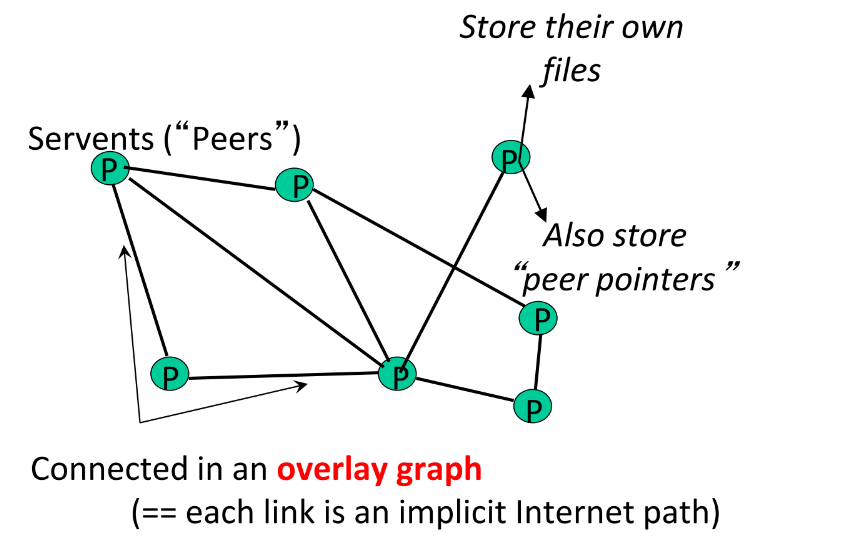 Store their own
files
Servents (“Peers”)
P
P
P
Also store
“peer pointers ”
P
P
P
P
Connected in an overlay graph
(== each link is an implicit Internet path)